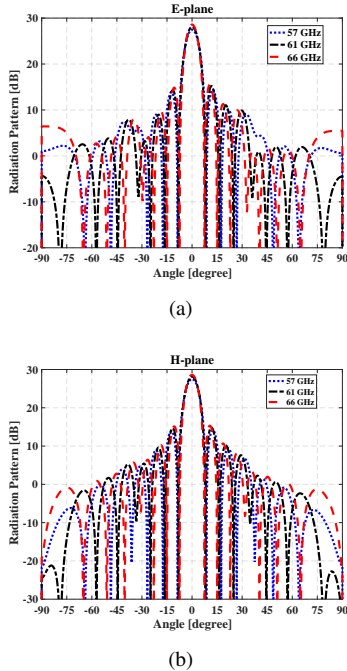 E-plane
30
20
10
0
-10
-20
Radiation Pattern [dB]
57 GHz
61 GHz
66 GHz
-90 -75 -60 -45 -30 -15 0 15 30 45 60 75 90
Angle [degree]
(a)
H-plane
30
20
10
0
-10
-20
-30
Radiation Pattern [dB]
57 GHz
61 GHz
66 GHz
-90 -75 -60 -45 -30 -15 0 15 30 45 60 75 90
Angle [degree]
(b)